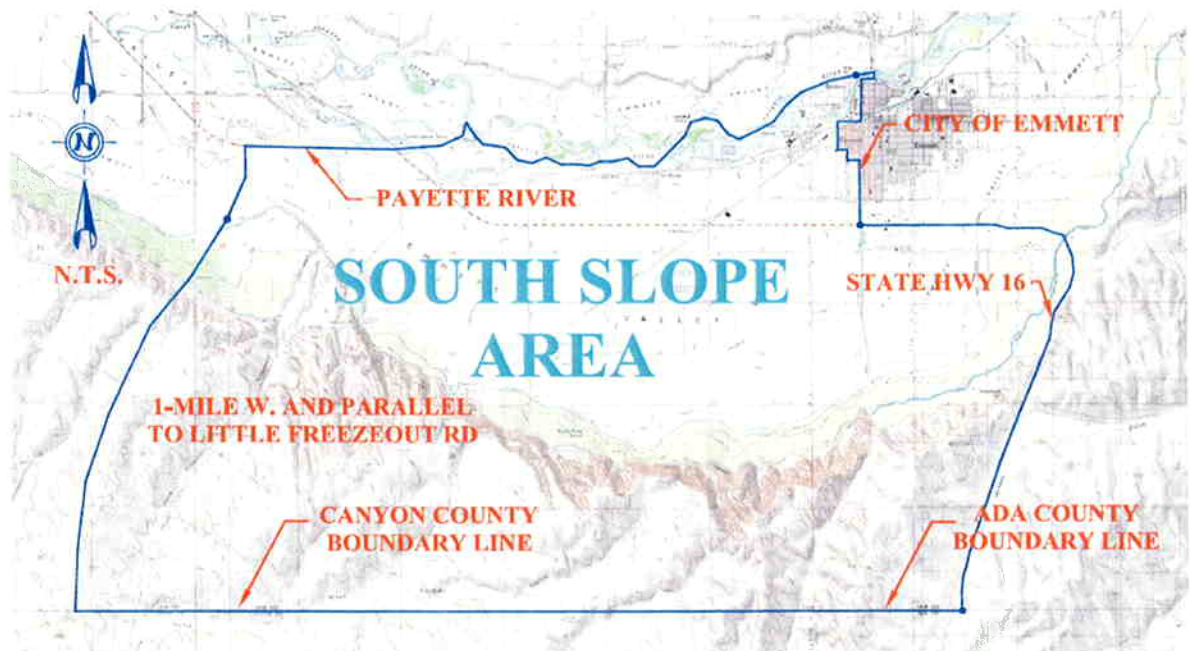 N
N.T.S.
CITY OF EMMETT
PAYETTE RIVER
SOUTH SLOPE
AREA
STATE HWY 16
VALLEY
1-MILE W. AND PARALLEL
TO LITTLE FREEZEOUT RD
CANYON COUNTY
BOUNDARY LINE
ADA COUNTY
BOUNDARY LINE